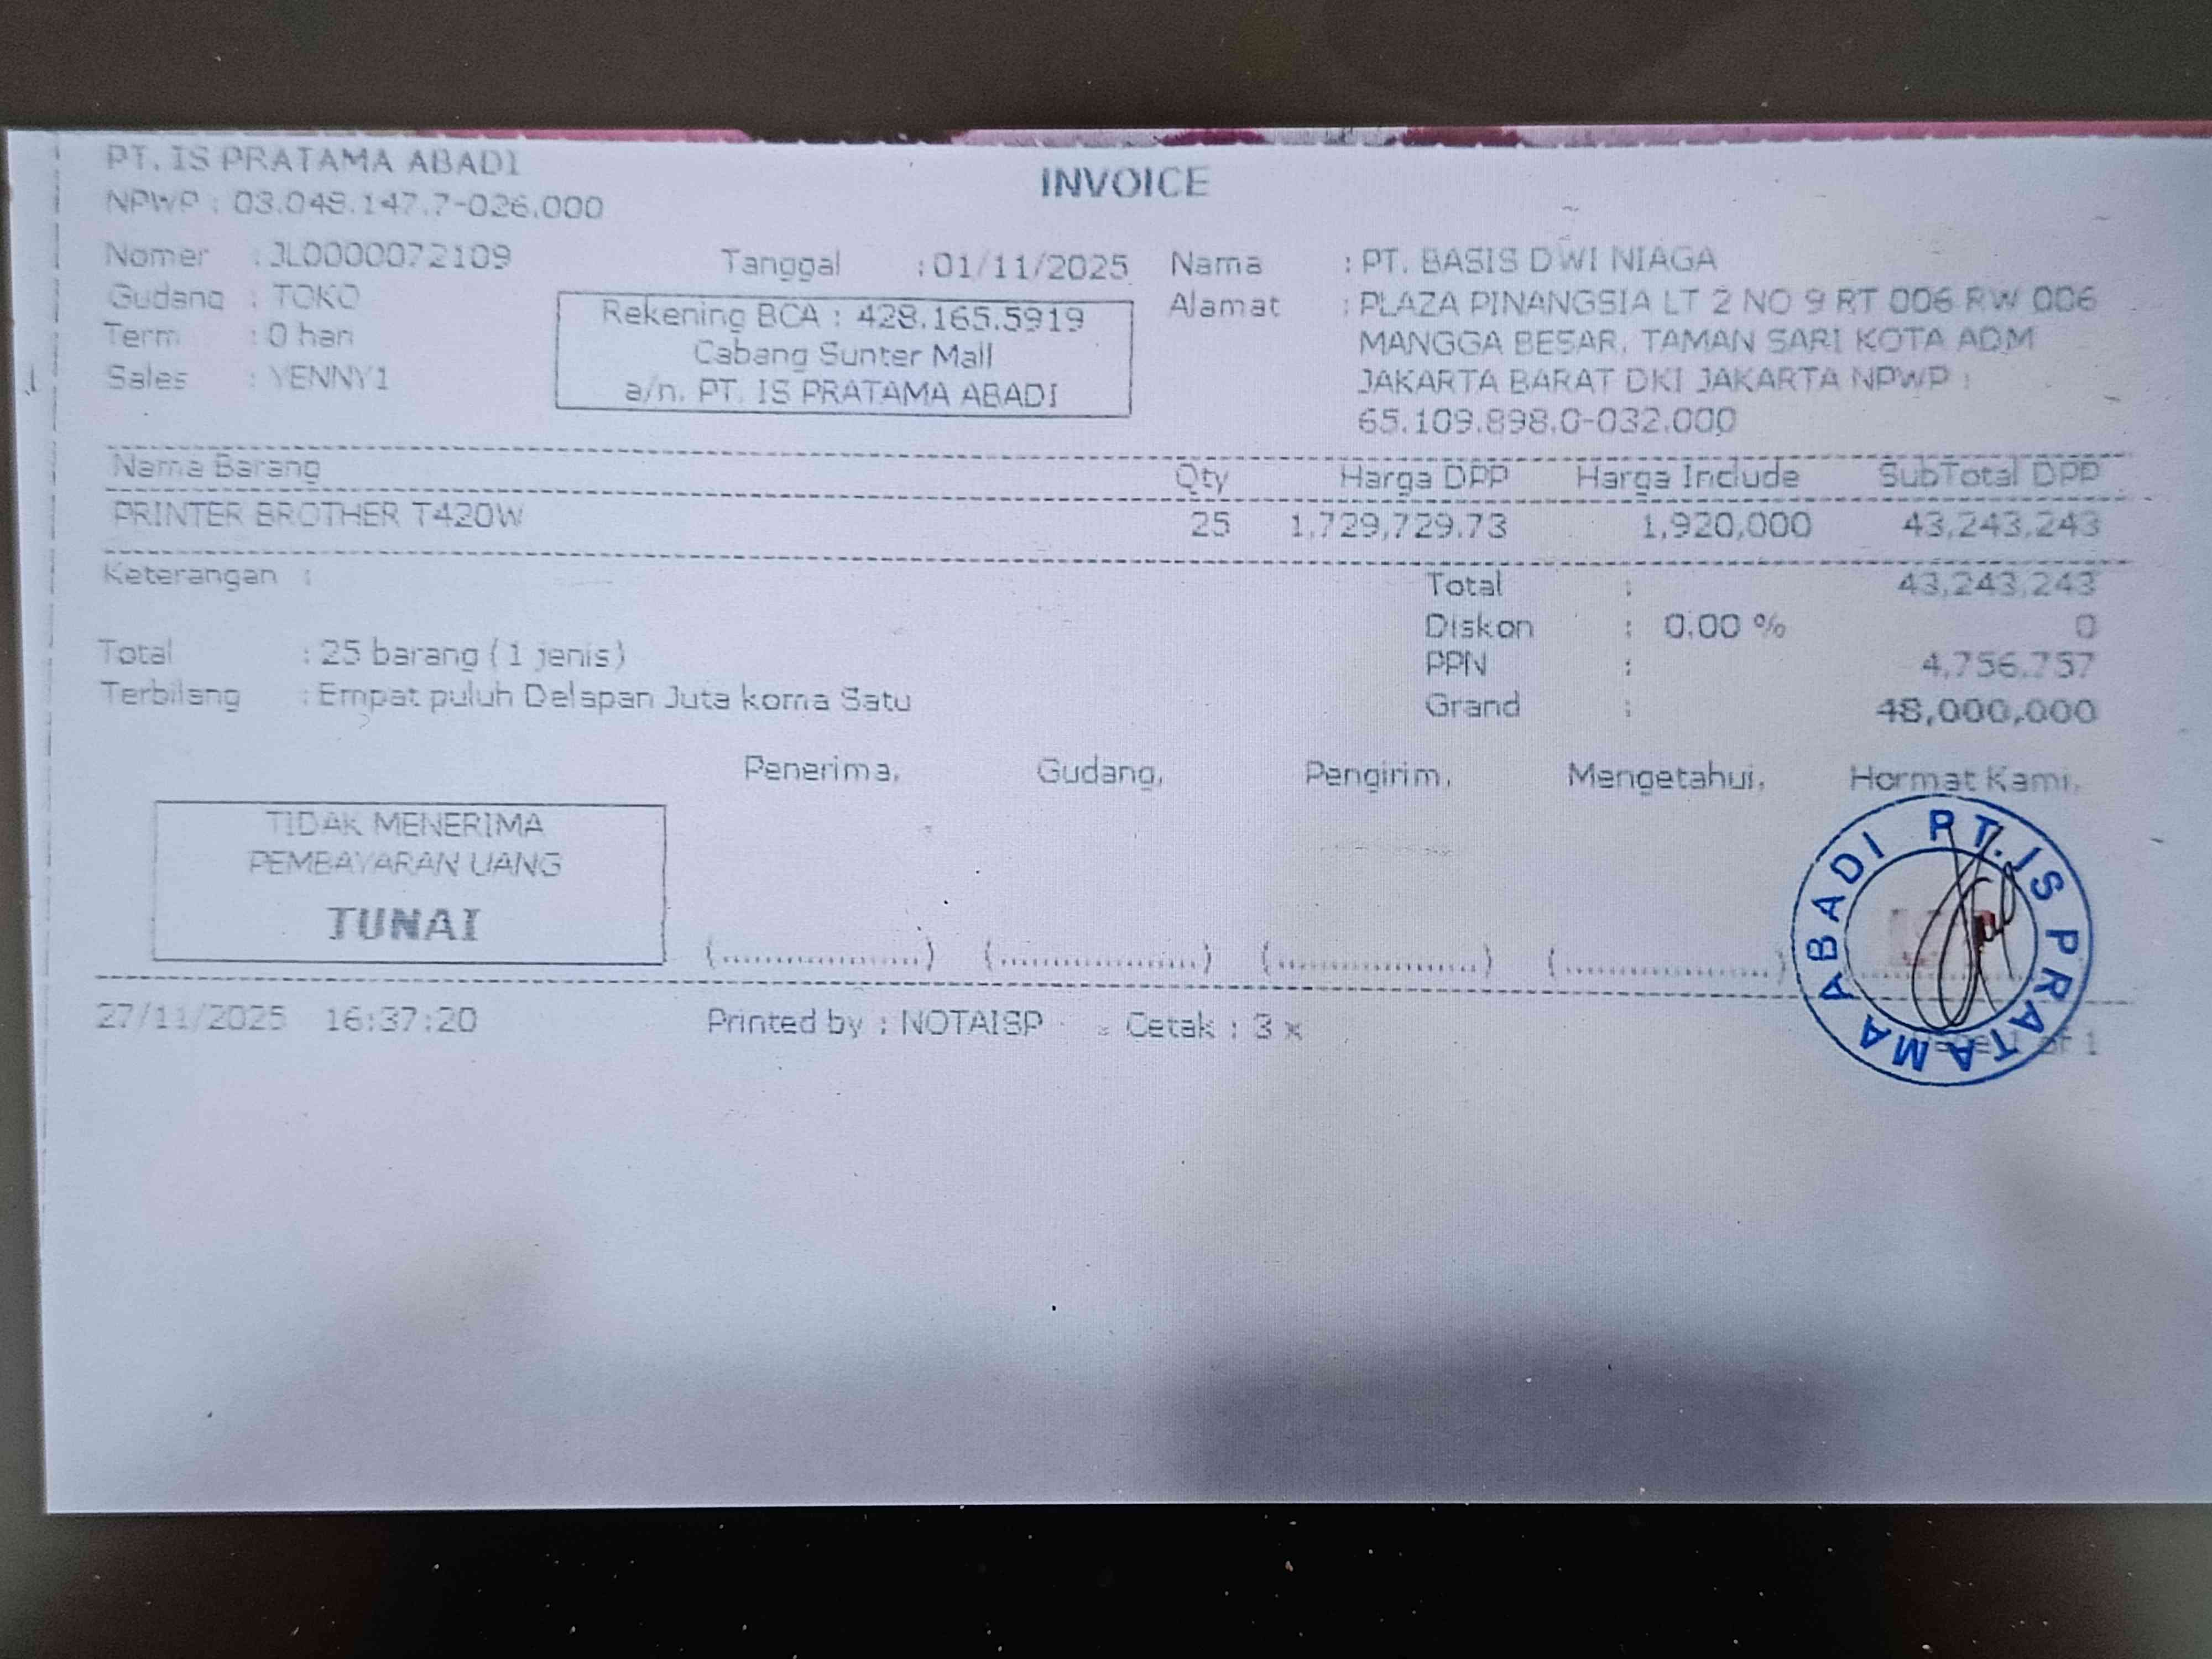 PT. IS PRATAMA ABADI
INVOICE
NPWP : 03.048.147.7-026.000
Nomer : JL0000072109
Tanggal : 01/11/2025
Nama : PT. BASIS DWI NIAGA
Gudang : TOKO
Alamat : PLAZA PINANGSIA LT 2 NO 9 RT 006 RW 006
MANGGA BESAR, TAMAN SARI KOTA ADM
JAKARTA BARAT DKI JAKARTA NPWP :
65.109.898.0-032.000
Term : 0 hari
Sales : YENNY1
Rekening BCA : 428.165.5919
Cabang Sunter Mall
a/n. PT. IS PRATAMA ABADI
Nama Barang Qty Harga DPP Harga Include SubTotal DPP
PRINTER BROTHER T420W 25 1,729,729.73 1,920,000 43,243,243
Keterangan :
Total : 43,243,243
Diskon : 0.00 % 0
PPN : 4,756,757
Grand : 48,000,000
Total : 25 barang ( 1 jenis )
Terbilang : Empat puluh Delapan Juta koma Satu
Penerima, Gudang, Pengirim, Mengetahui, Hormat Kami,
TIDAK MENERIMA
PEMBAYARAN UANG
TUNAI
(....................) (....................) (....................) (....................)
PT. IS PRATAMA ABADI
27/11/2025 16:37:20 Printed by : NOTAISP - Cetak : 3 x of 1